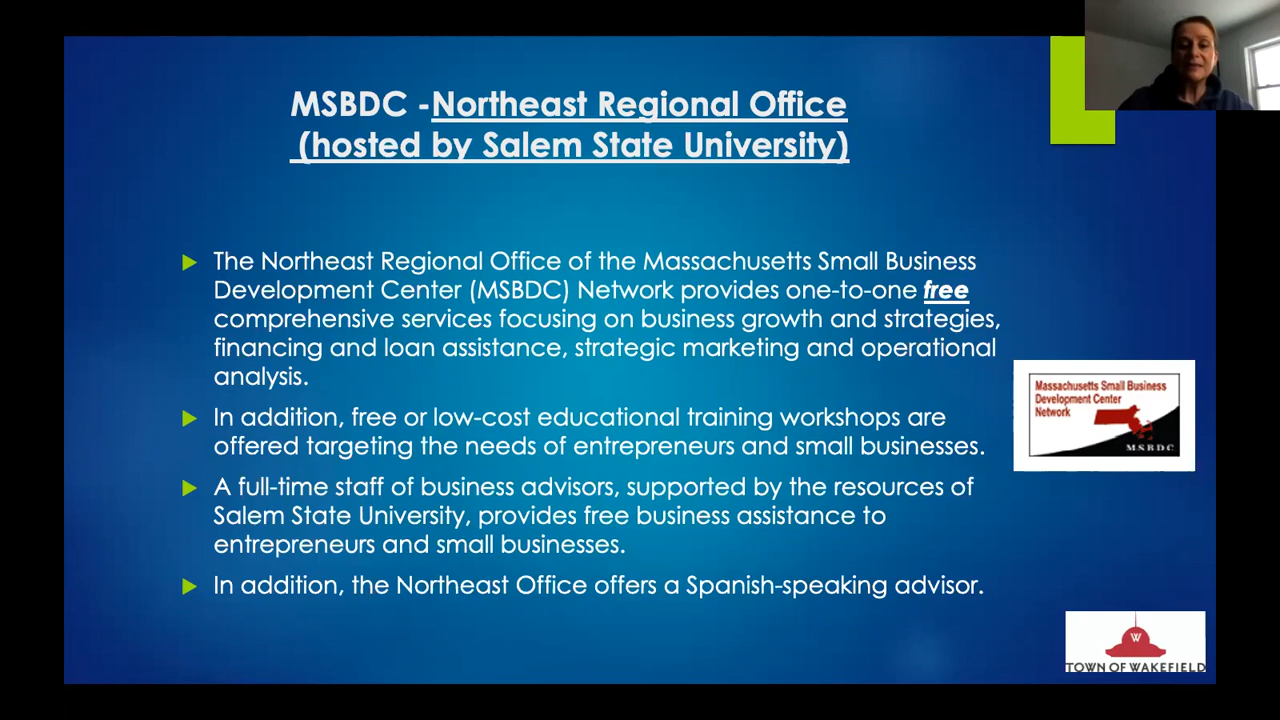 MSBDC -Northeast Regional Office
(hosted by Salem State University)
The Northeast Regional Office of the Massachusetts Small Business
Development Center (MSBDC) Network provides one-to-one free
comprehensive services focusing on business growth and strategies,
financing and loan assistance, strategic marketing and operational
analysis.
In addition, free or low-cost educational training workshops are
offered targeting the needs of entrepreneurs and small businesses.
A full-time staff of business advisors, supported by the resources of
Salem State University, provides free business assistance to
entrepreneurs and small businesses.
In addition, the Northeast Office offers a Spanish-speaking advisor.
Massachusetts Small Business
Development Center
Network
MSBDC
W
TOWN OF WAKEFIELD